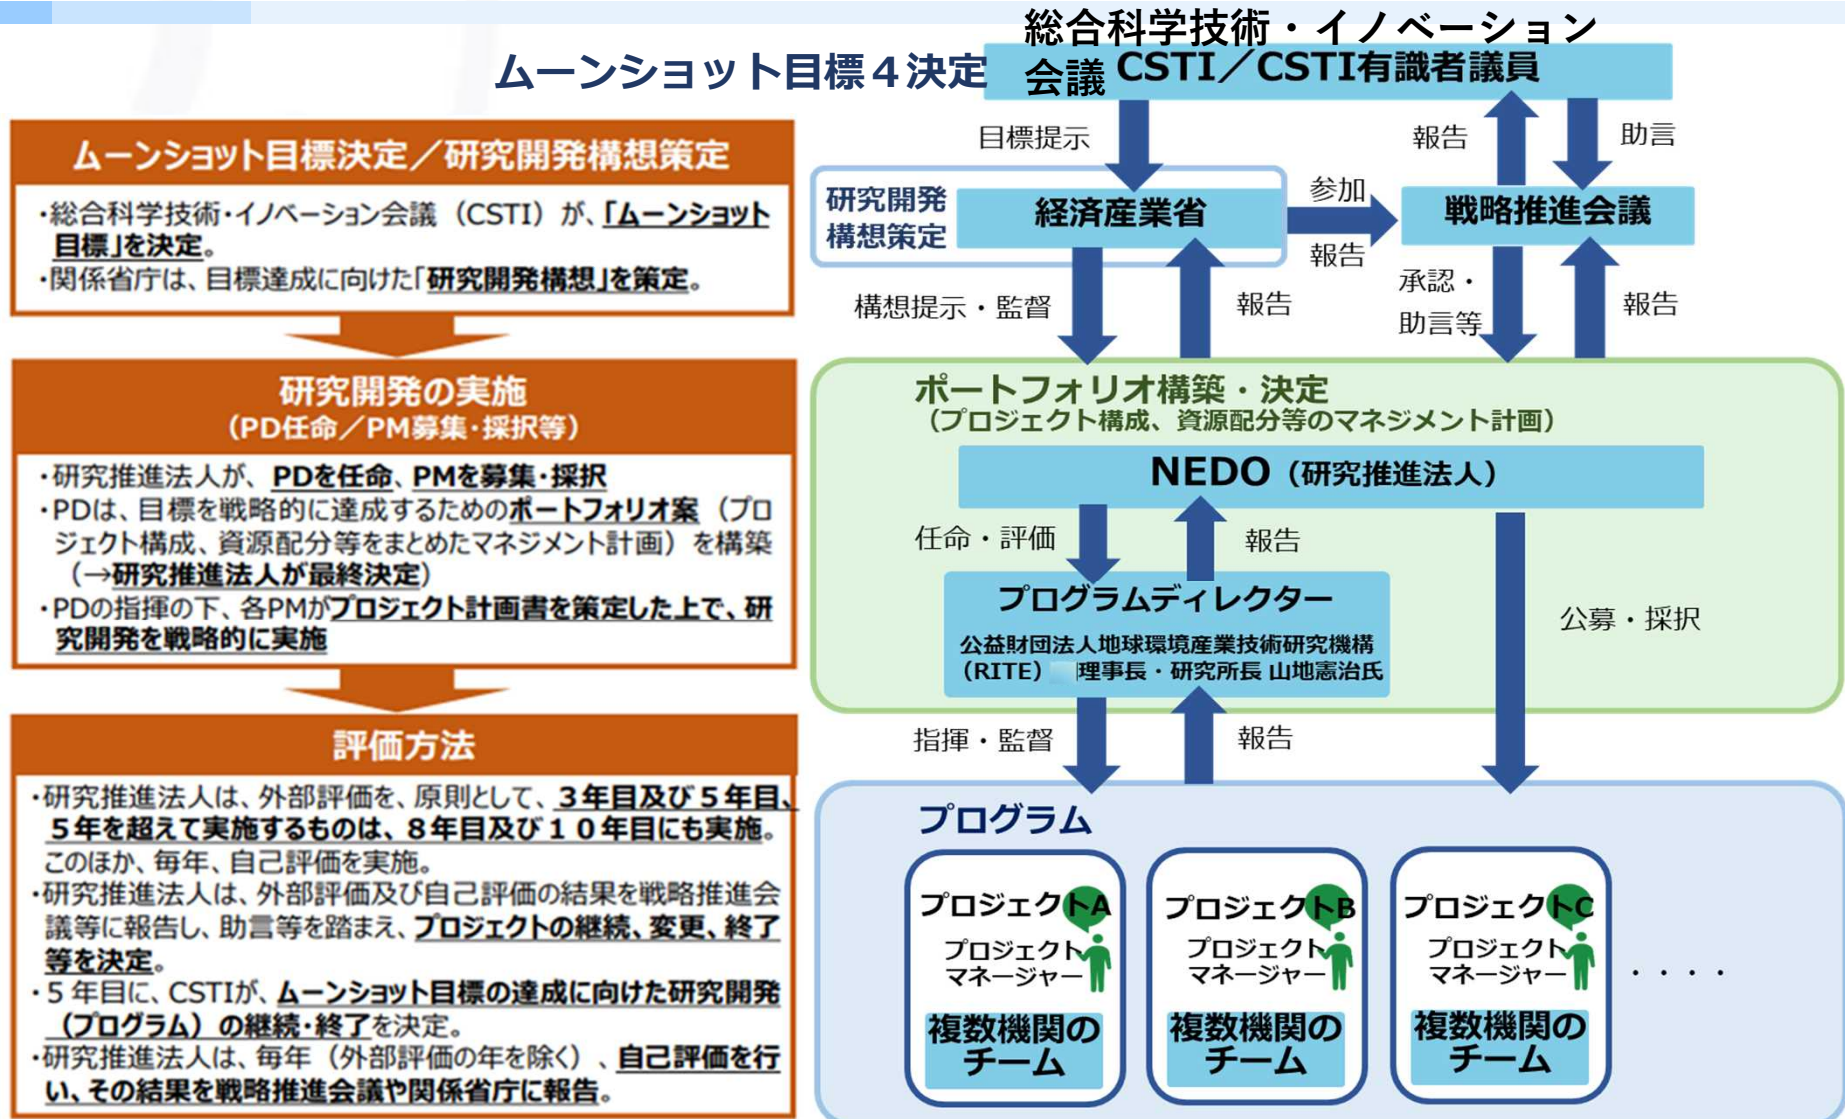 総合科学技術・イノベーション
ムーンショット目標４決定
会議 CSTI／CSTI有識者議員
ムーンショット目標決定／研究開発構想策定
・総合科学技術・イノベーション会議（CSTI）が、「ムーンショット
目標」を決定。
・関係省庁は、目標達成に向けた「研究開発構想」を策定。
研究開発の実施
（PD任命／PM募集・採択等）
・研究推進法人が、PDを任命、PMを募集・採択
・PDは、目標を戦略的に達成するためのポートフォリオ案（プロ
ジェクト構成、資源配分等をまとめたマネジメント計画）を構築
（→研究推進法人が最終決定）
・PDの指揮の下、各PMがプロジェクト計画書を策定した上で、研
究開発を戦略的に実施
評価方法
・研究推進法人は、外部評価を、原則として、３年目及び５年目、
５年を超えて実施するものは、８年目及び１０年目にも実施。
このほか、毎年、自己評価を実施。
・研究推進法人は、外部評価及び自己評価の結果を戦略推進会
議等に報告し、助言等を踏まえ、プロジェクトの継続、変更、終了
等を決定。
・５年目に、CSTIが、ムーンショット目標の達成に向けた研究開発
（プログラム）の継続・終了を決定。
・研究推進法人は、毎年（外部評価の年を除く）、自己評価を行
い、その結果を戦略推進会議や関係省庁に報告。
目標提示
報告
助言
研究開発
構想策定
経済産業省
参加
報告
戦略推進会議
構想提示・監督
報告
承認・
助言等
報告
ポートフォリオ構築・決定
（プロジェクト構成、資源配分等のマネジメント計画）
NEDO（研究推進法人）
任命・評価
報告
公募・採択
プログラムディレクター
公益財団法人地球環境産業技術研究機構
（RITE） 理事長・研究所長 山地憲治氏
指揮・監督
報告
プログラム
プロジェクトA
プロジェクト
マネージャー
複数機関の
チーム
プロジェクトB
プロジェクト
マネージャー
複数機関の
チーム
プロジェクトC
プロジェクト
マネージャー
複数機関の
チーム
・・・・